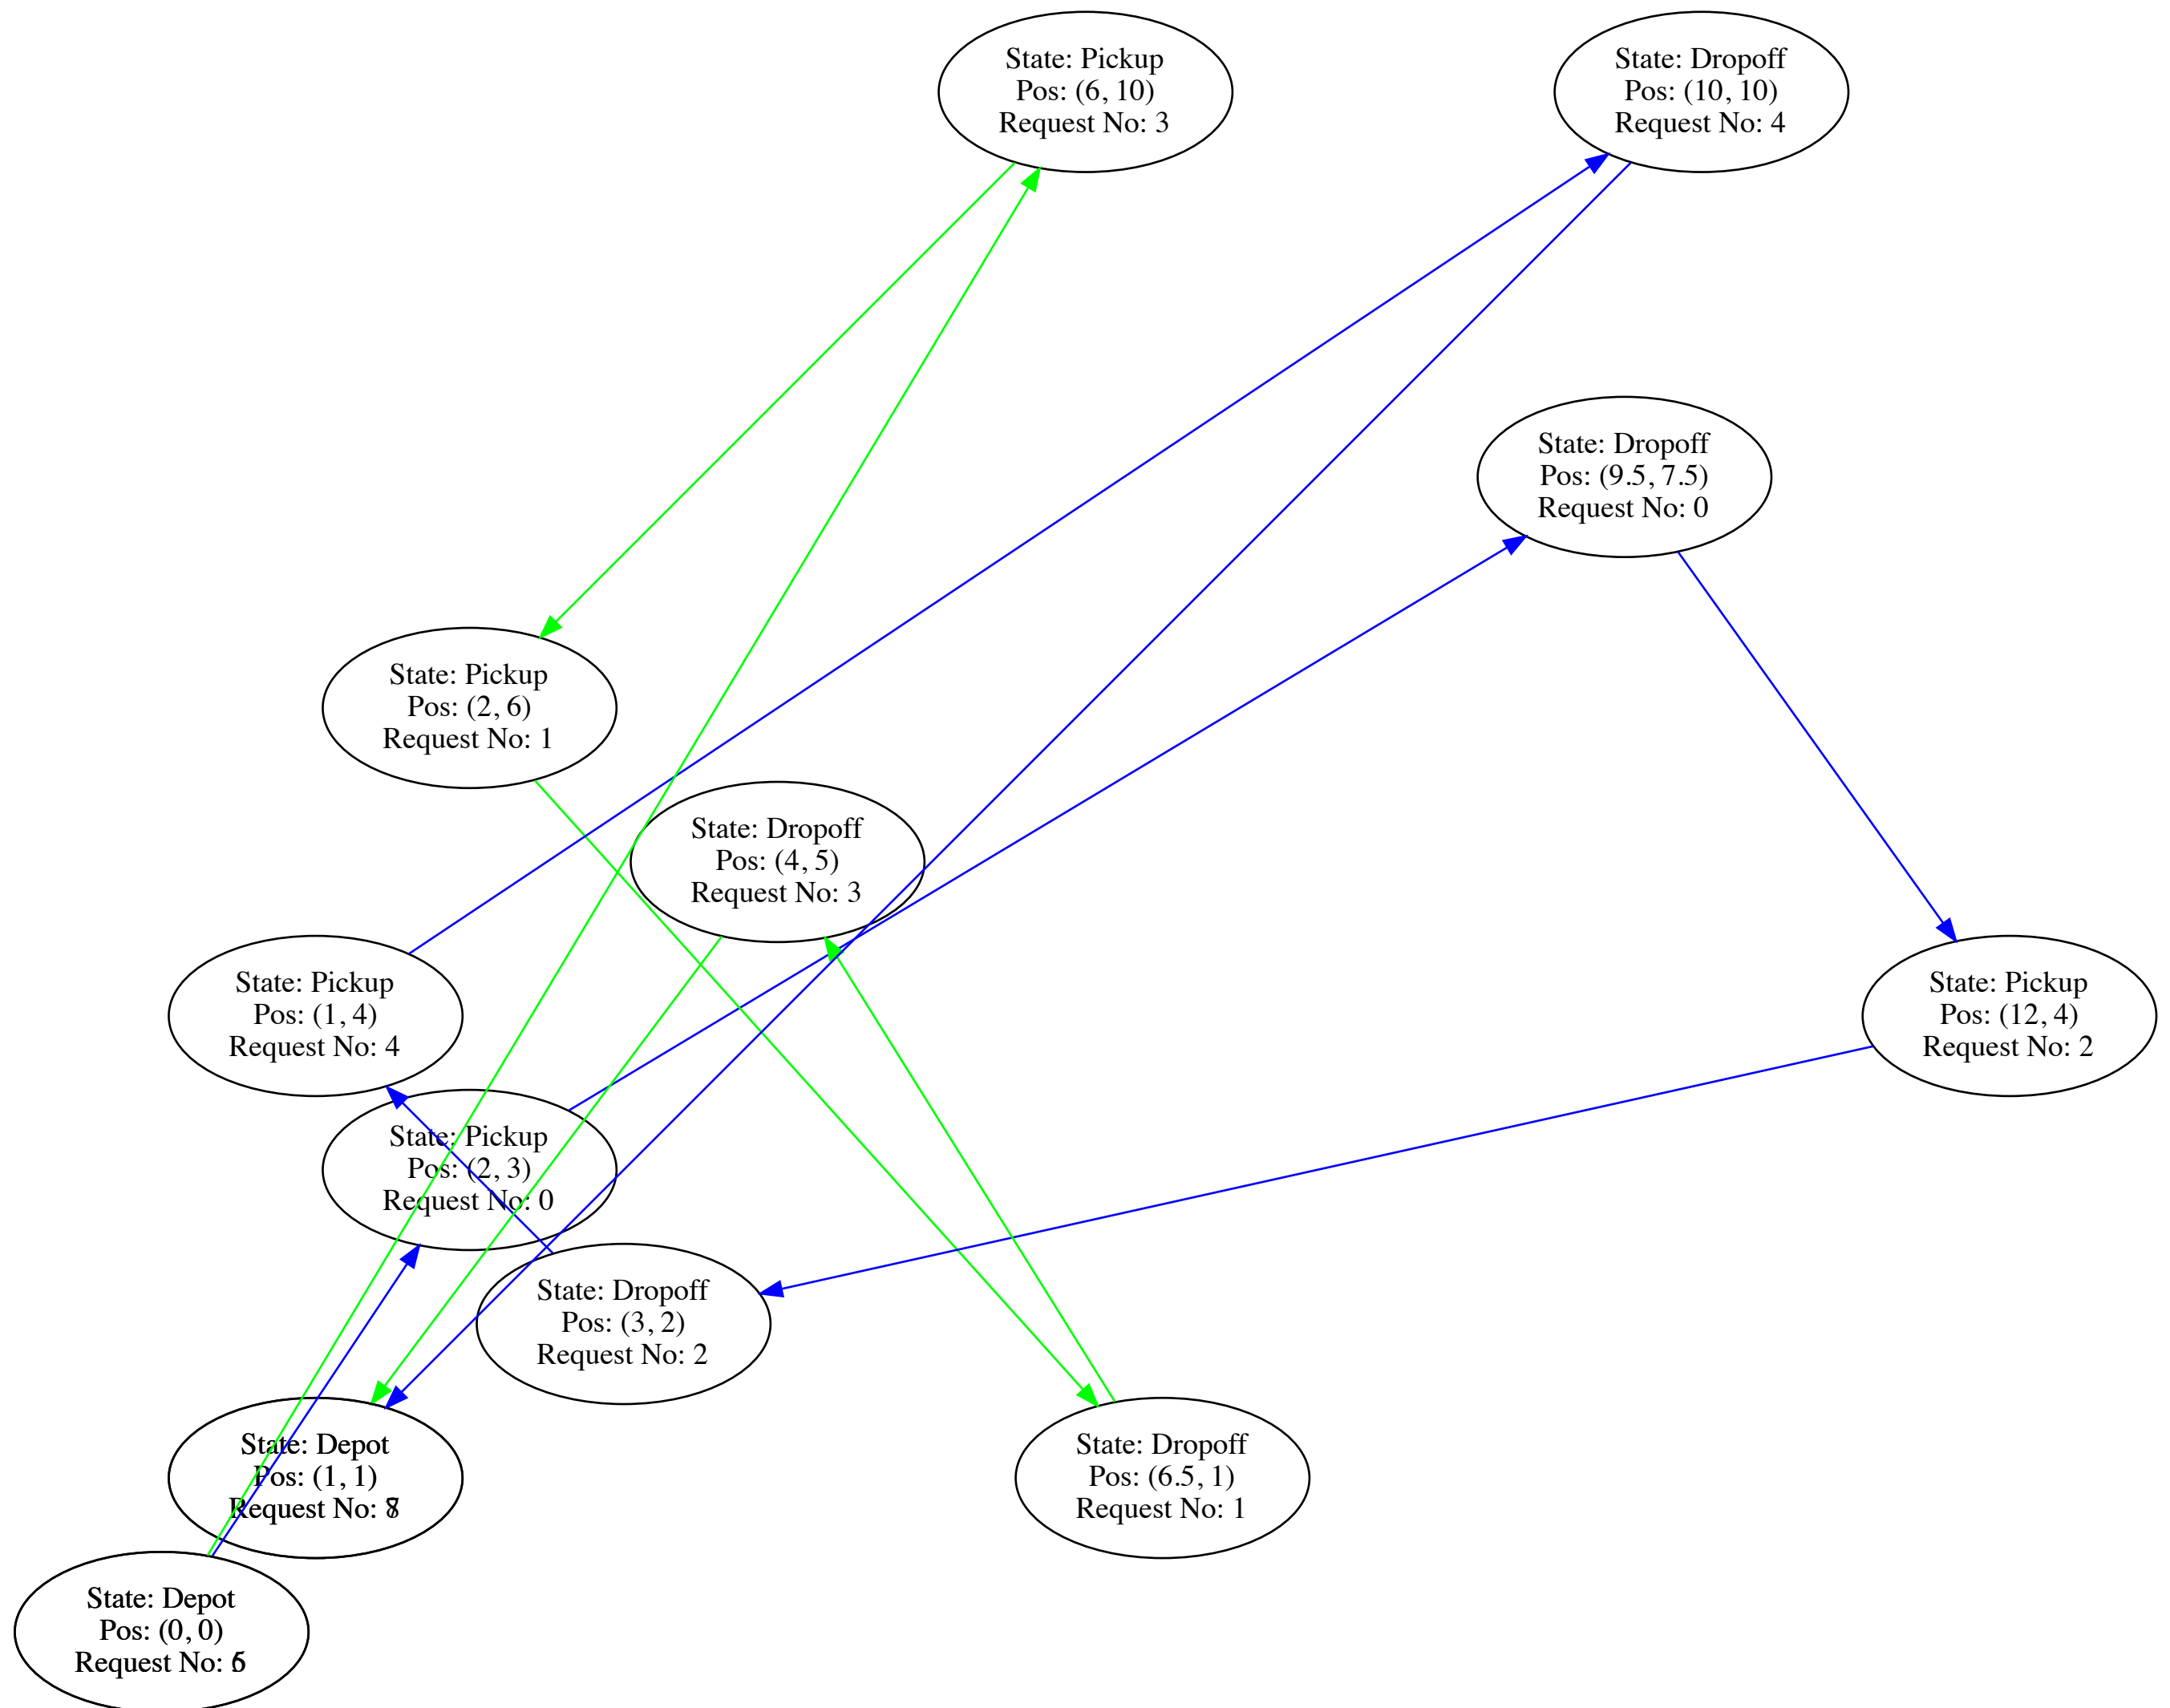 State: Pickup
Pos: (6, 10)
Request No: 3
State: Dropoff
Pos: (10, 10)
Request No: 4
State: Dropoff
Pos: (9.5, 7.5)
Request No: 0
State: Pickup
Pos: (2, 6)
Request No: 1
State: Dropoff
Pos: (4, 5)
Request No: 3
State: Pickup
Pos: (1, 4)
Request No: 4
State: Pickup
Pos: (12, 4)
Request No: 2
State: Pickup
Pos: (2, 3)
Request No: 0
State: Dropoff
Pos: (3, 2)
Request No: 2
State: Depot
Pos: (1, 1)
Request No:
State: Dropoff
Pos: (6.5, 1)
Request No: 1
State: Depot
Pos: (0, 0)
Request No: